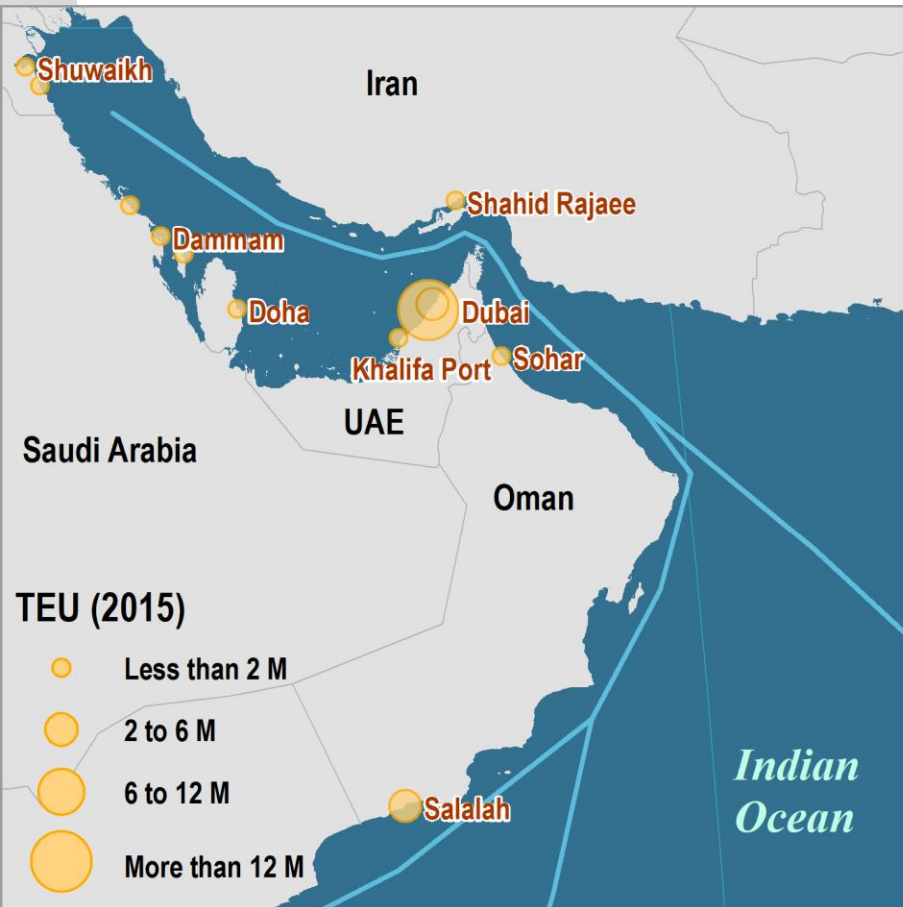 Shuwaikh
Iran
Shahid Rajaee
Dammam
Doha
Dubai
Khalifa Port
Sohar
UAE
Saudi Arabia
Oman
TEU (2015)
Less than 2 M
2 to 6 M
6 to 12 M
More than 12 M
Salalah
Indian
Ocean